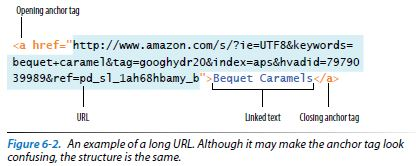 Opening anchor tag
<a href="http://www.amazon.com/s/?ie=UTF8&keywords=
bequet+caramel&tag=googhydr20&index=aps&hvadid=79790
39989&ref=pd_sl_1ah68hbamy_b">Bequet Caramels</a>
URL
Linked text
Closing anchor tag
Figure 6-2. An example of a long URL. Although it may make the anchor tag look
confusing, the structure is the same.